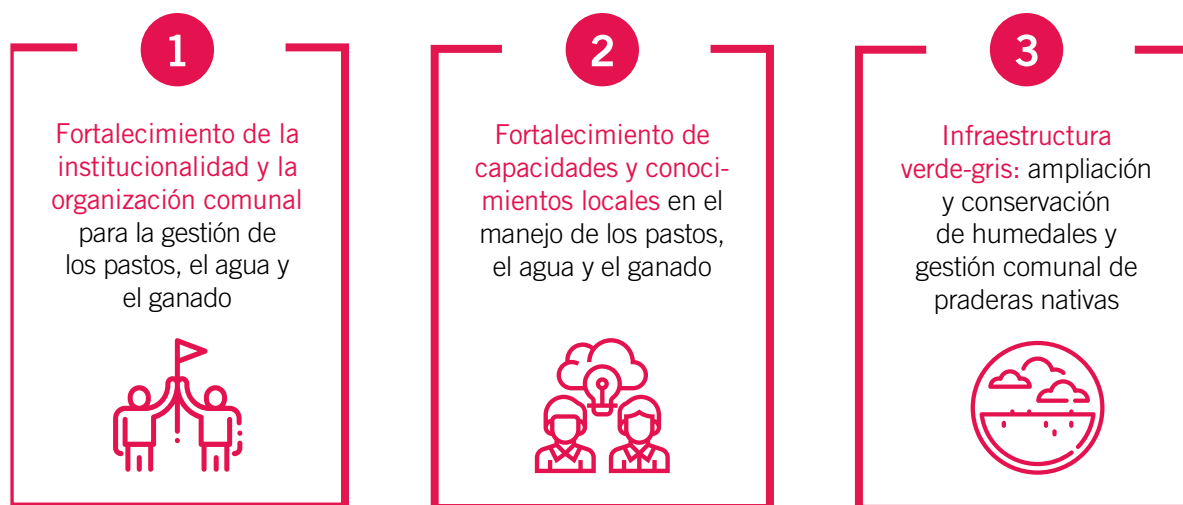 1
Fortalecimiento de la
institucionalidad y la
organización comunal
para la gestión de
los pastos, el agua y
el ganado
2
Fortalecimiento de
capacidades y conoci-
mientos locales en el
manejo de los pastos,
el agua y el ganado
3
Infraestructura
verde-gris: ampliación
y conservación
de humedales y
gestión comunal de
praderas nativas